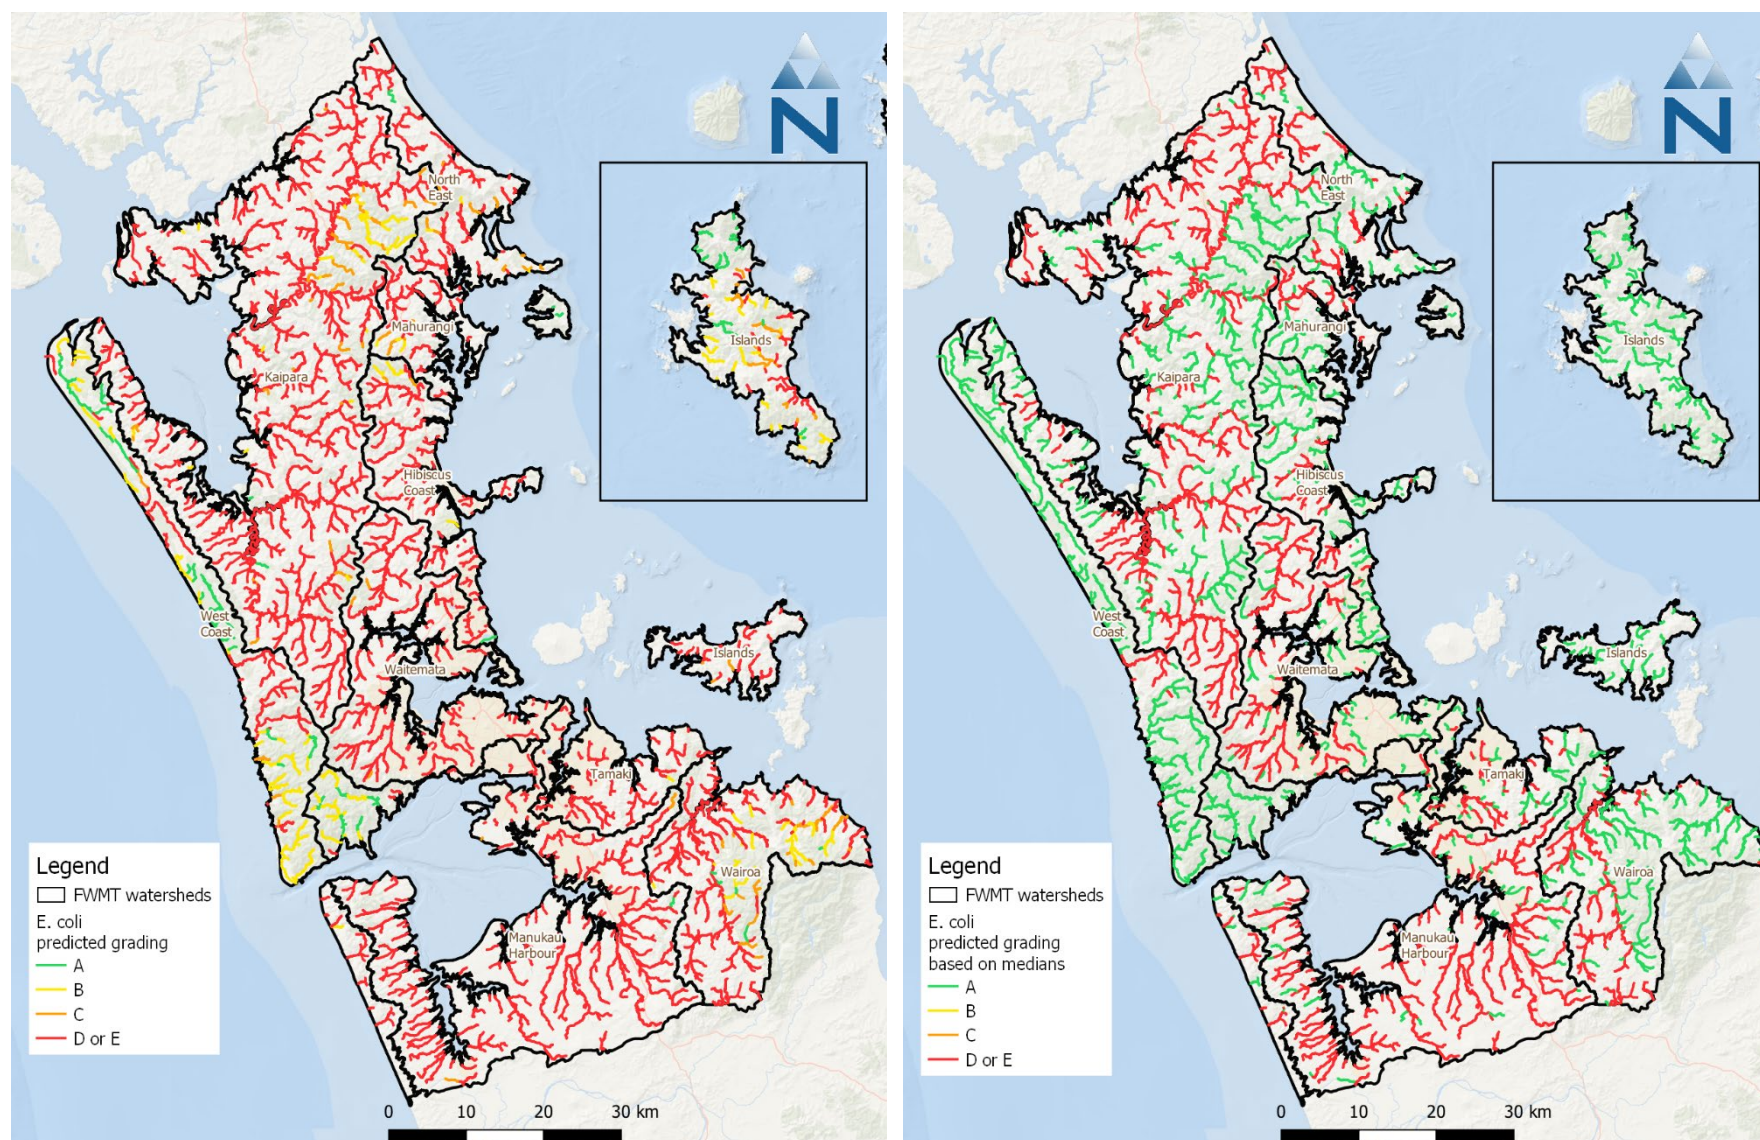 N
North
East
Mahurangi
Islands
Kaipara
Hibiscus
Coast
West
Coast
Waitemata
Islands
Tamaki
Wairoa
Manukau
Harbour
Legend
FWMT watersheds
E. coli
predicted grading
A
B
C
D or E
0 10 20 30 km
N
North
East
Mahurangi
Islands
Kaipara
Hibiscus
Coast
West
Coast
Waitemata
Islands
Tamaki
Wairoa
Manukau
Harbour
Legend
FWMT watersheds
E. coli
predicted grading
based on medians
A
B
C
D or E
0 10 20 30 km